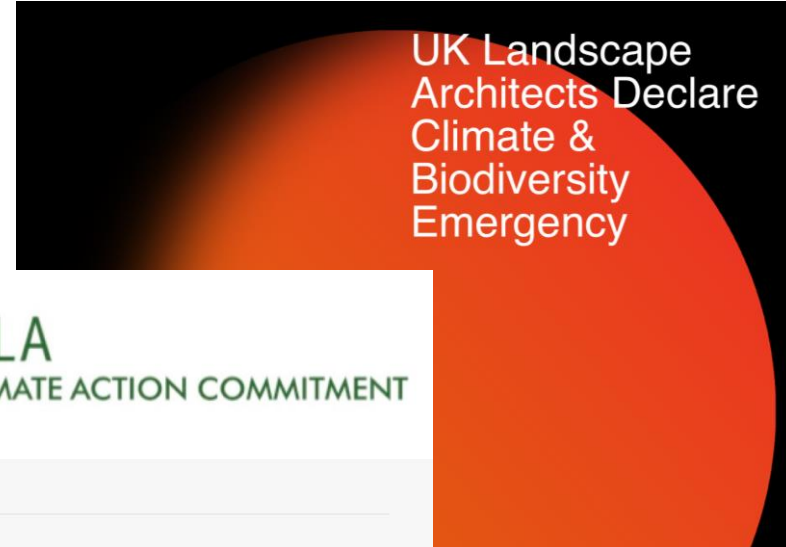 UK Landscape
Architects Declare
Climate &
Biodiversity
Emergency
LA
MATE ACTION COMMITMENT